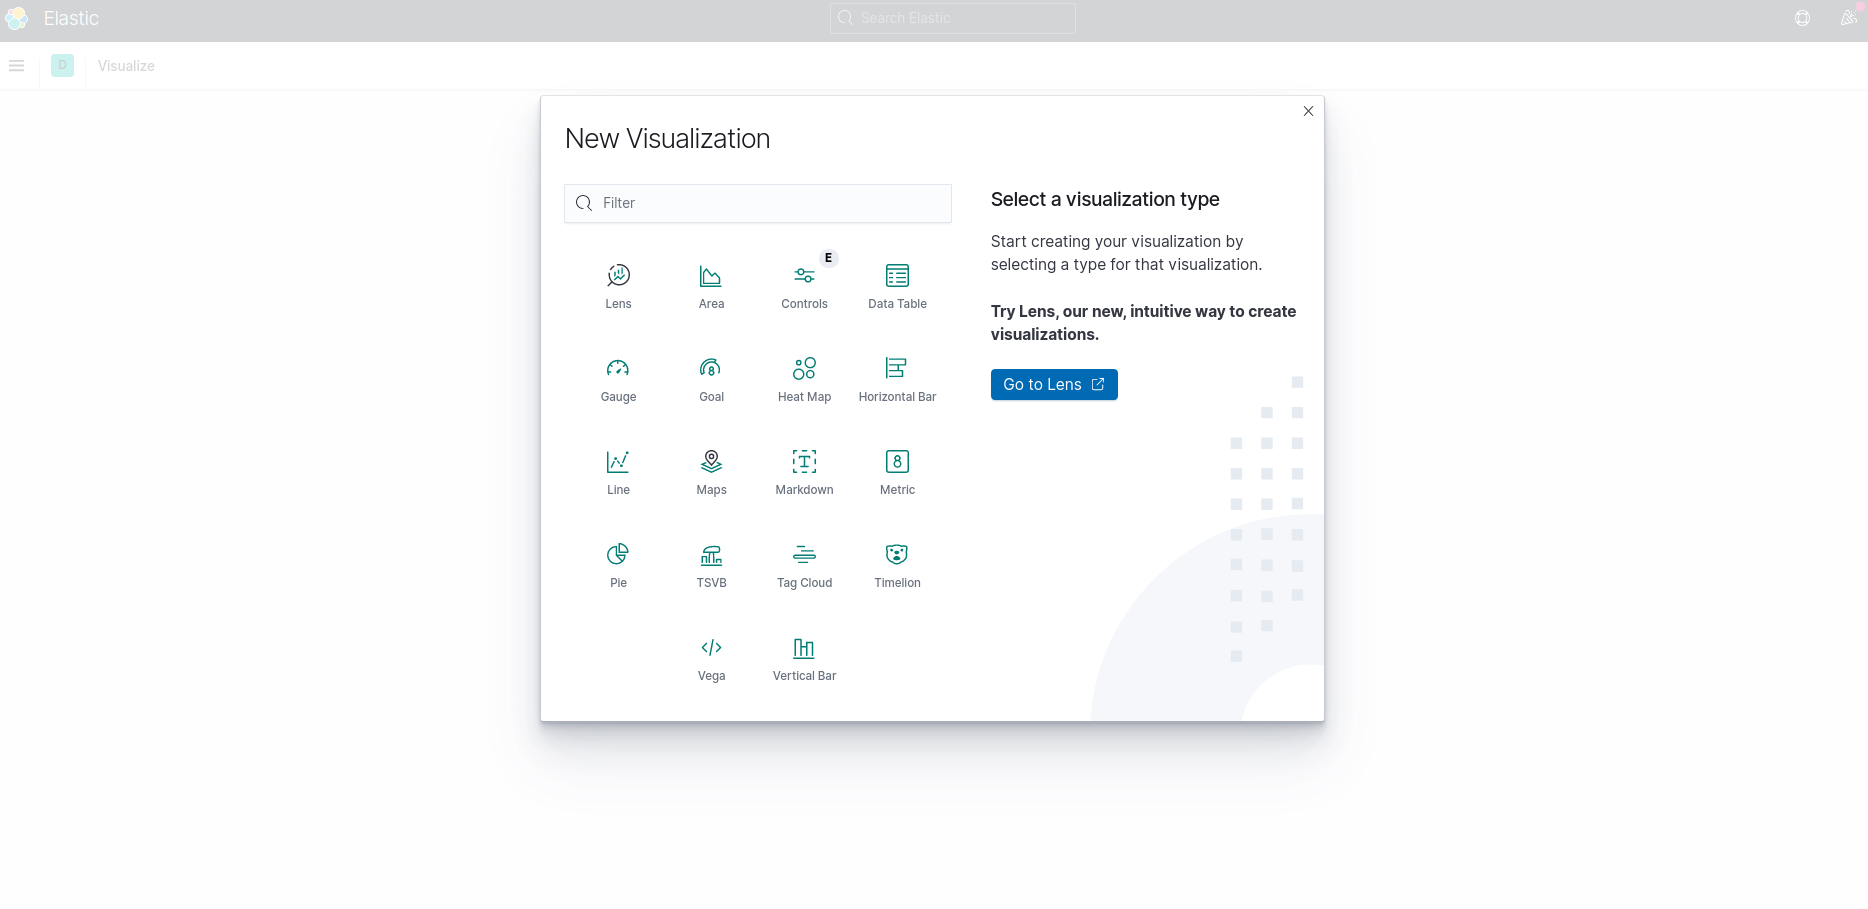 Elastic
Search Elastic
D
Visualize
New Visualization
Filter
E
Lens
Area
Controls
Data Table
Gauge
Goal
8
Heat Map
Horizontal Bar
Line
Maps
T
Markdown
8
Metric
Pie
TSVB
Tag Cloud
Timelion
</>
Vega
Vertical Bar
Select a visualization type
Start creating your visualization by
selecting a type for that visualization.
Try Lens, our new, intuitive way to create
visualizations.
Go to Lens